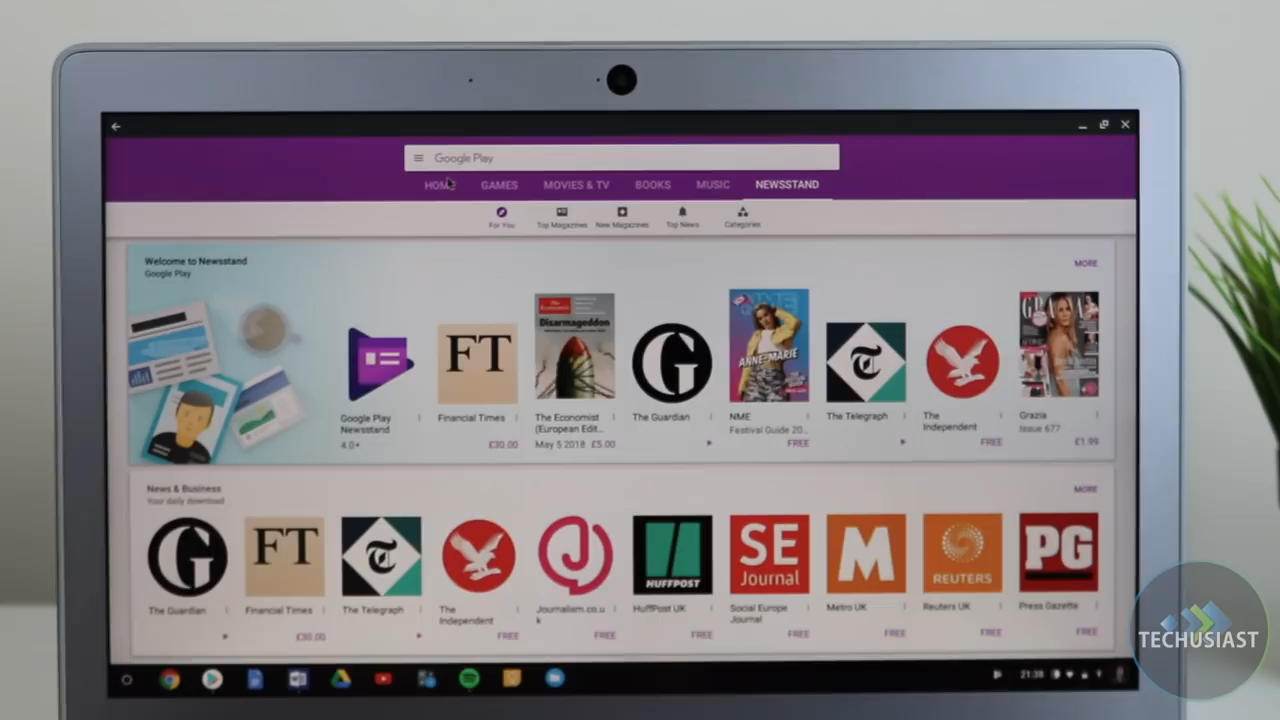 Google Play
HOME GAMES MOVIES & TV BOOKS MUSIC NEWSSTAND
For You Top Magazines New Magazines Top News Categories
Welcome to Newsstand
Google Play
MORE
FT
The Economist
Disarmageddon
G
NME
ANNE-MARIE
T
GRAZIA
Google Play
Newsstand
4.0
Financial Times
£30.00
The Economist
(European Edit...
May 5 2018 £5.00
The Guardian
NME
Festival Guide 20...
FREE
The Telegraph
The
Independent
FREE
Grazia
Issue 677
£1.99
News & Business
Your daily download
MORE
G
FT
T
J
HUFFPOST
SE
Journal
M
REUTERS
PG
The Guardian
Financial Times
£30.00
The Telegraph
The
Independent
FREE
Journalism.co.u
k
FREE
HuffPost UK
FREE
Social Europe
Journal
FREE
Metro UK
FREE
Reuters UK
FREE
Press Gazette
FREE
21:38
TECHUSIAST